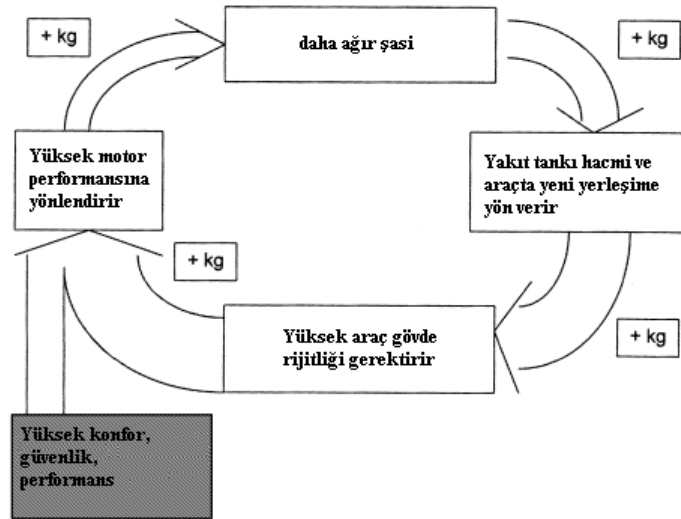 + kg
daha ağır şasi
+ kg
Yüksek motor
performansına
yönlendirir
Yakıt tankı hacmi ve
araçta yeni yerleşime
yön verir
+ kg
Yüksek araç gövde
rijitliği gerektirir
+ kg
Yüksek konfor,
güvenlik,
performans